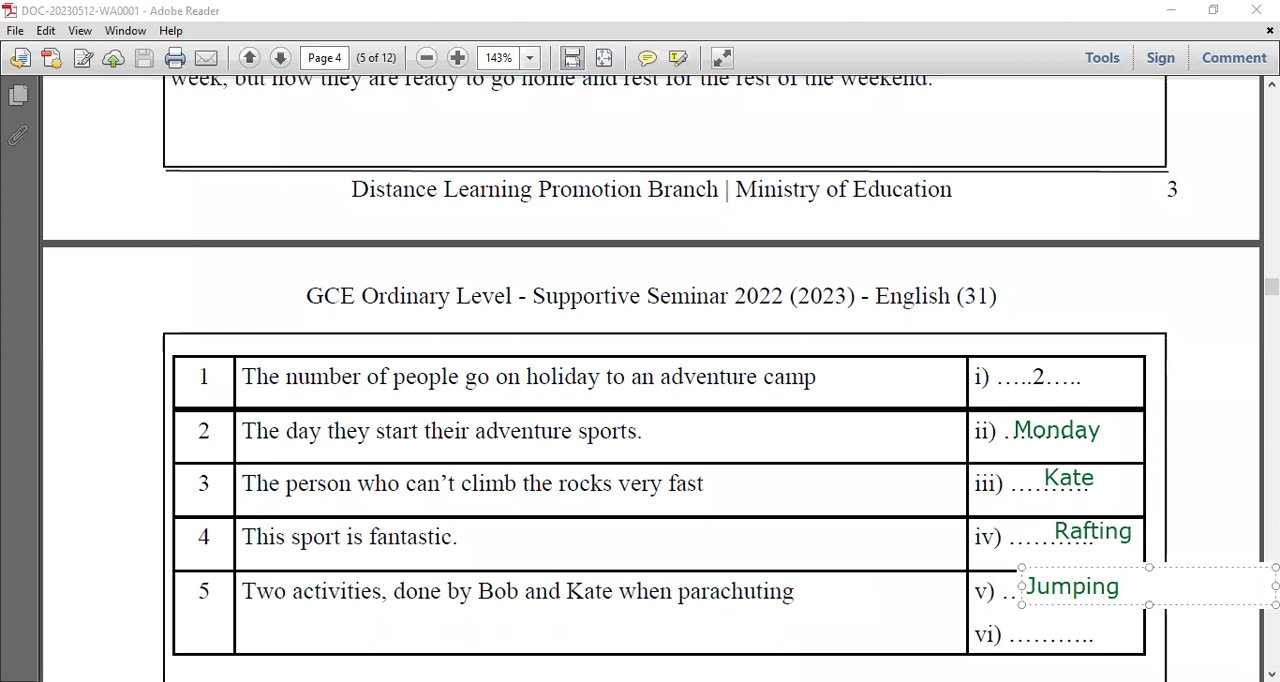 DOC-20230512-WA0001 - Adobe Reader
File Edit View Window Help
Page 4 (5 of 12) 143% Tools Sign Comment
week, but now they are ready to go home and rest for the rest of the weekend.
Distance Learning Promotion Branch | Ministry of Education 3
GCE Ordinary Level - Supportive Seminar 2022 (2023) - English (31)
1 The number of people go on holiday to an adventure camp i) …..2…..
2 The day they start their adventure sports. ii) .Monday
3 The person who can’t climb the rocks very fast iii) ….Kate
4 This sport is fantastic. iv) ……Rafting
5 Two activities, done by Bob and Kate when parachuting v) ..Jumping
vi) ………..